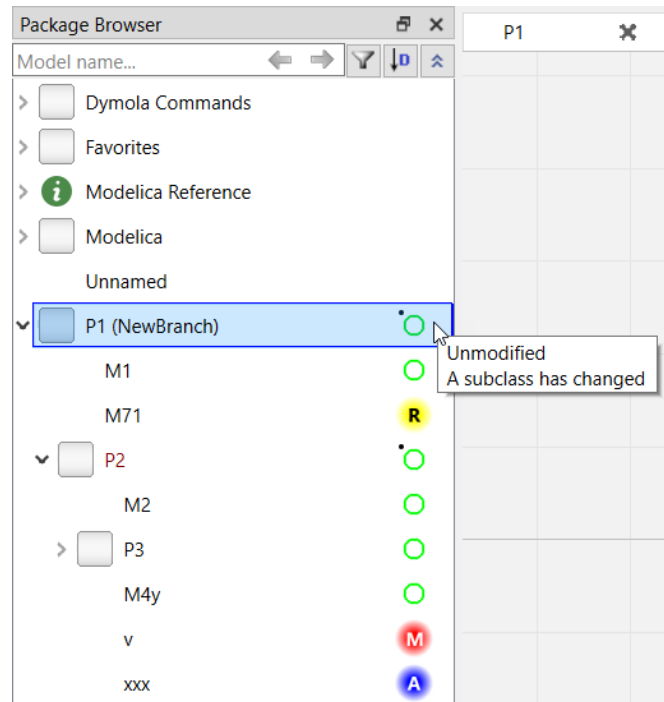 Package Browser
P1
Model name...
D
Dymola Commands
Favorites
i Modelica Reference
Modelica
Unnamed
P1 (NewBranch)
Unmodified
A subclass has changed
M1
M71 R
P2
M2
P3
M4y
v M
xxx A